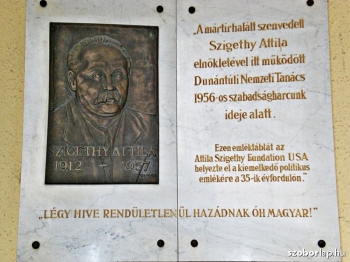 SZIGETHY ATTILA
1912 - 1957
„A mártírhalált szenvedett
Szigethy Attila
elnökletével itt működött
Dunántúli Nemzeti Tanács
1956-os szabadságharcunk
ideje alatt.
Ezen emléktáblát az
Attila Szigethy Fundation USA
helyezte el a kiemelkedő politikus
emlékére a 35-ik évfordulón."
„LÉGY HIVE RENDÜLETLENÜL HAZÁDNAK ÓH MAGYAR!"
szoborlap.hu